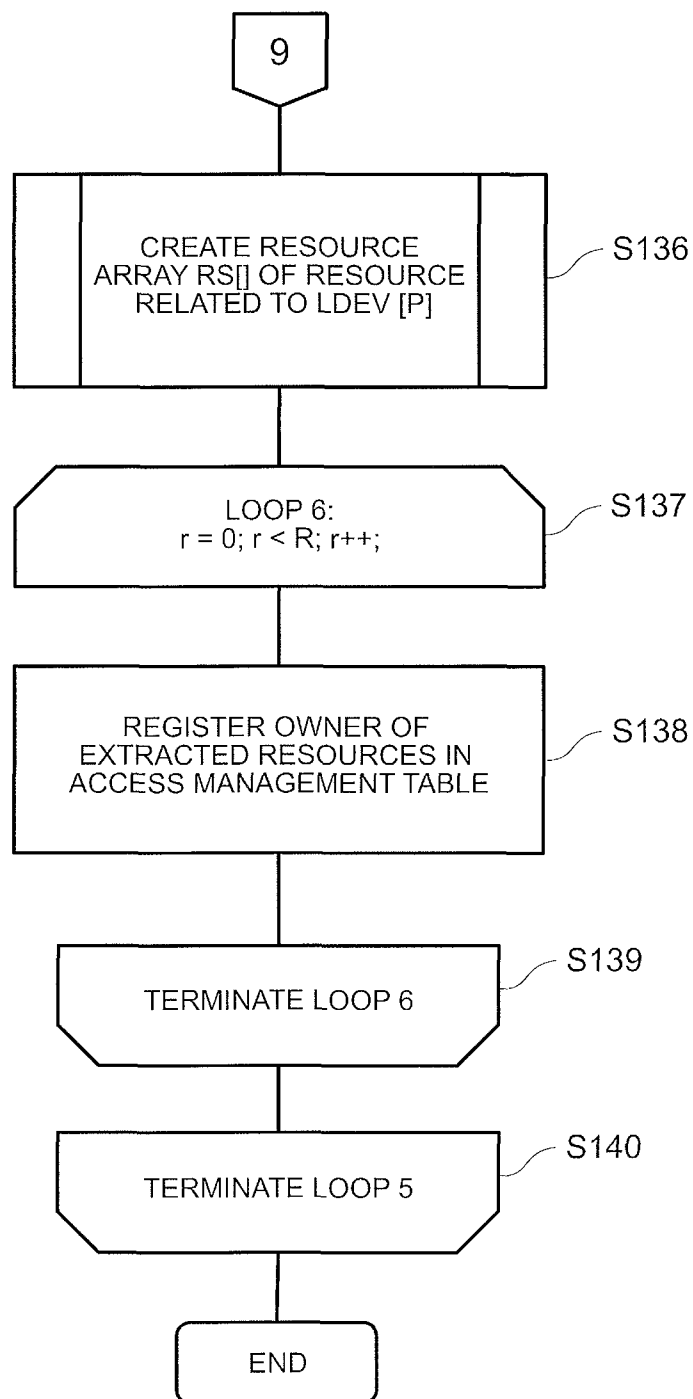 9
CREATE RESOURCE
ARRAY RS[] OF RESOURCE
RELATED TO LDEV [P]
S136
LOOP 6:
r = 0; r < R; r++;
S137
REGISTER OWNER OF
EXTRACTED RESOURCES IN
ACCESS MANAGEMENT TABLE
S138
TERMINATE LOOP 6
S139
TERMINATE LOOP 5
S140
END